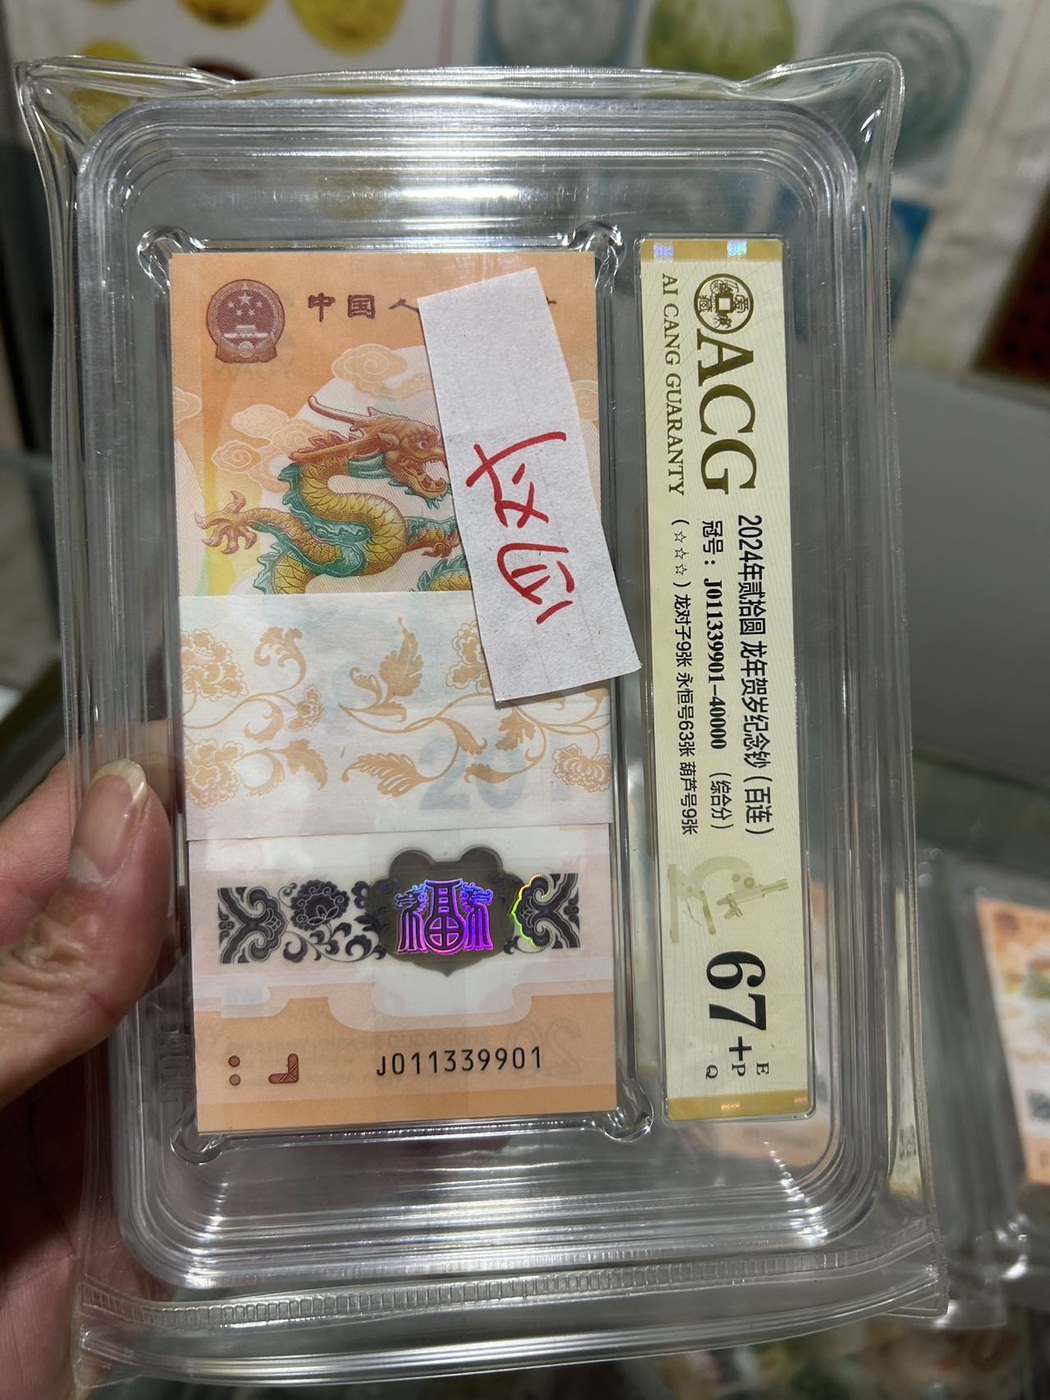 中国人
福
J011339901
ACG
AI CANG GUARANTY
2024年贰拾圆 龙年贺岁纪念钞（百连）
冠号：J011339901-40000 （综合分）
（☆☆☆）龙对子9张 永恒号63张 葫芦号9张
67+
E
P
Q